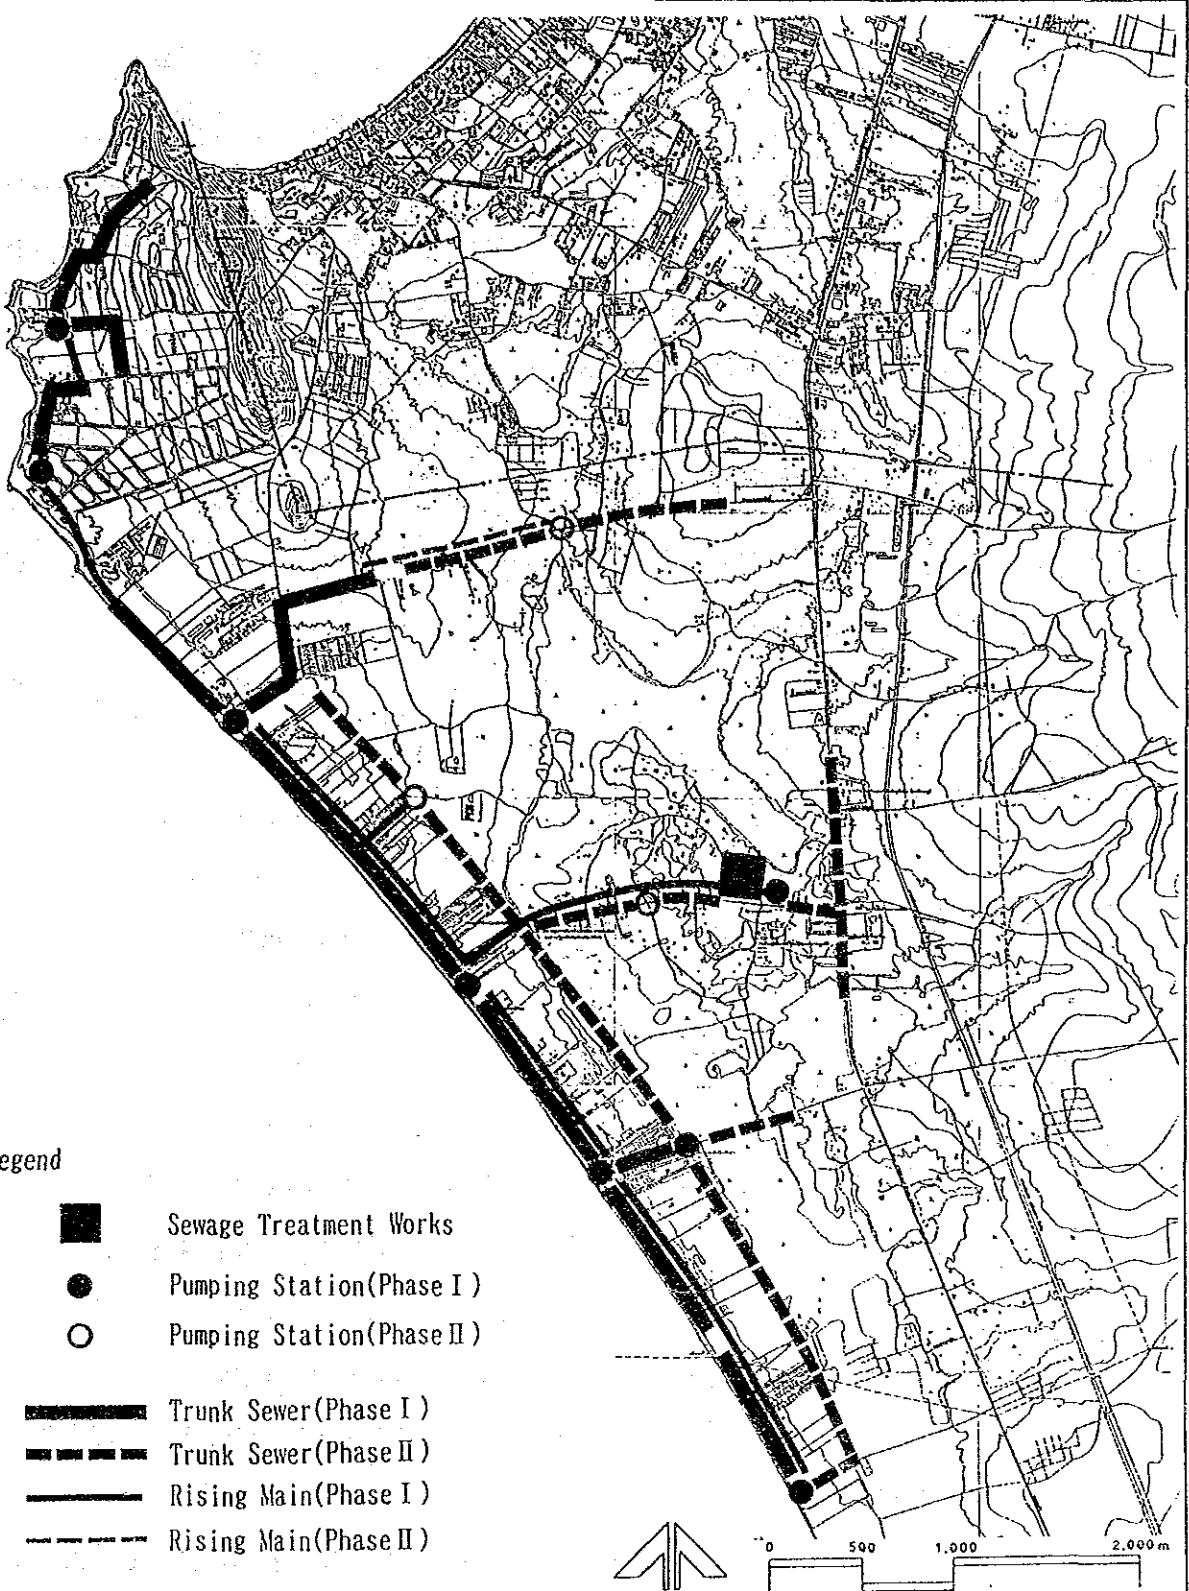 egend
Sewage Treatment Works
Pumping Station(Phase I)
Pumping Station(Phase II)
Trunk Sewer(Phase I)
Trunk Sewer(Phase II)
Rising Main(Phase I)
Rising Main(Phase II)
0 500 1.000 2.000m